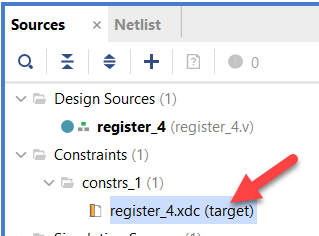 Sources Netlist
0
Design Sources (1)
register_4 (register_4.v)
Constraints (1)
constrs_1 (1)
register_4.xdc (target)